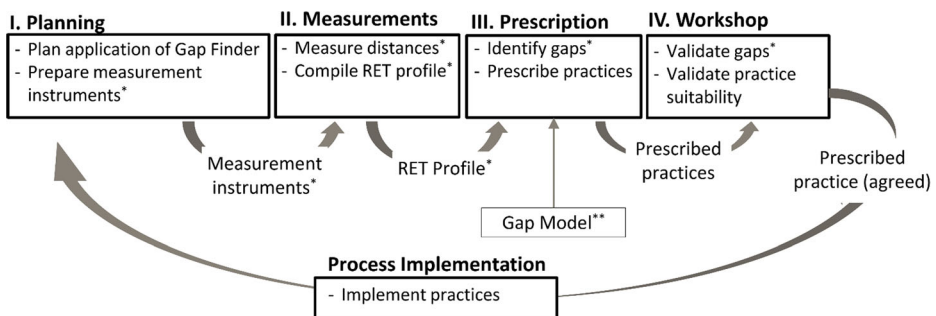 I. Planning
- Plan application of Gap Finder
- Prepare measurement
instruments*
II. Measurements
- Measure distances*
- Compile RET profile*
III. Prescription
- Identify gaps*
- Prescribe practices
IV. Workshop
- Validate gaps*
- Validate practice
suitability
Measurement
instruments*
RET Profile*
Prescribed
practices
Prescribed
practice (agreed)
Gap Model**
Process Implementation
- Implement practices